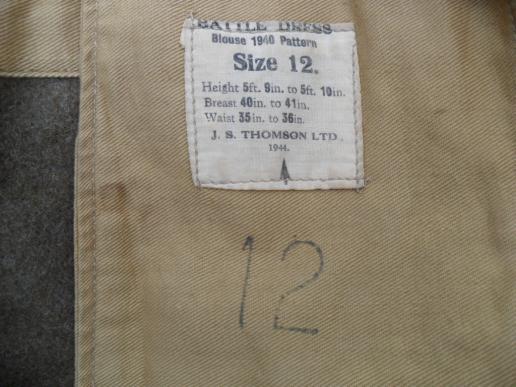 BATTLE DRESS
Blouse 1940 Pattern
Size 12.
Height 5ft. 9in. to 5ft. 10in.
Breast 40in. to 41in.
Waist 35in. to 36in.
J. S. THOMSON LTD.
1944.
12